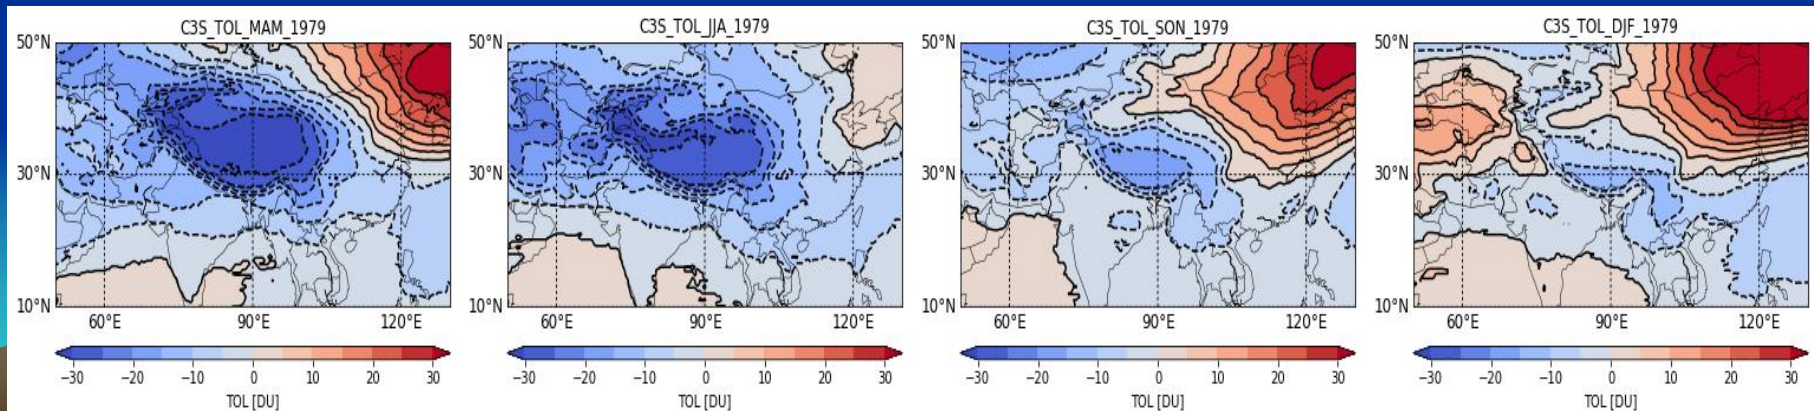 C3S_TOL_MAM_1979
50°N
30°N
10°N
60°E 90°E 120°E
−30 −20 −10 0 10 20 30
TOL [DU]
C3S_TOL_JJA_1979
50°N
30°N
10°N
60°E 90°E 120°E
−30 −20 −10 0 10 20 30
TOL [DU]
C3S_TOL_SON_1979
50°N
30°N
10°N
60°E 90°E 120°E
−30 −20 −10 0 10 20 30
TOL [DU]
C3S_TOL_DJF_1979
50°N
30°N
10°N
60°E 90°E 120°E
−30 −20 −10 0 10 20 30
TOL [DU]